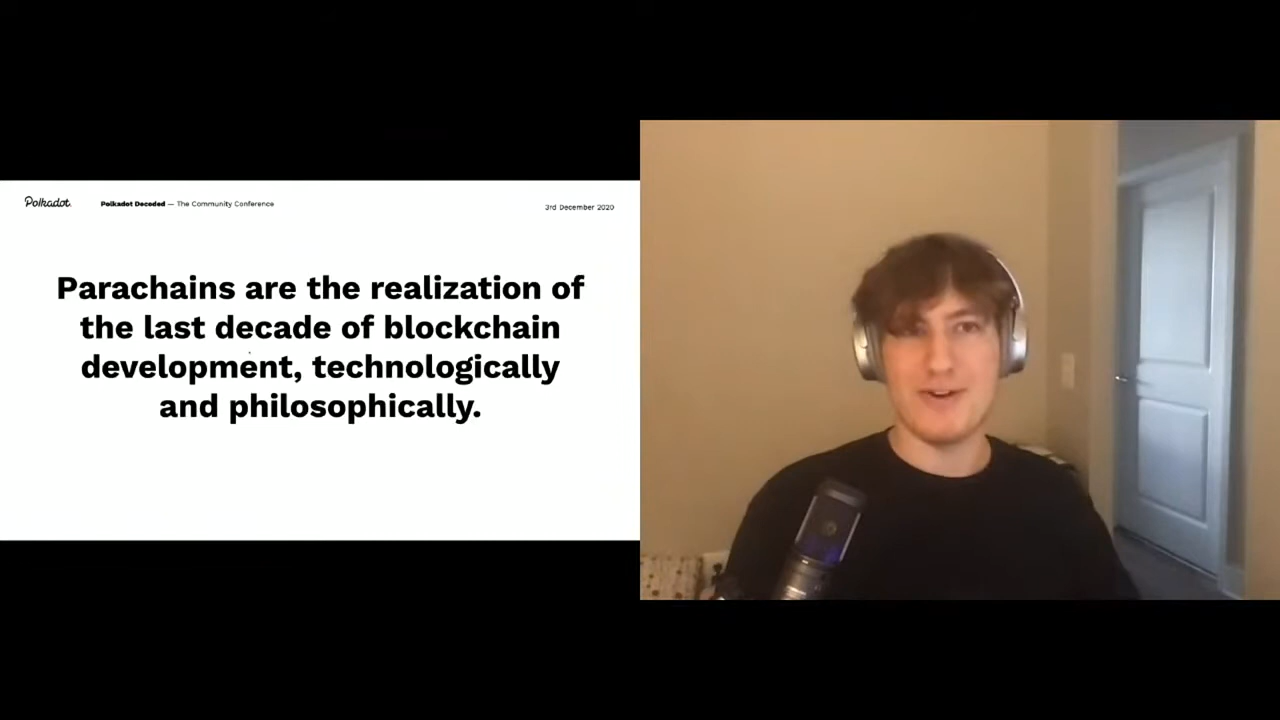 Polkadot.
Polkadot Decoded — The Community Conference
3rd December 2020
Parachains are the realization of
the last decade of blockchain
development, technologically
and philosophically.